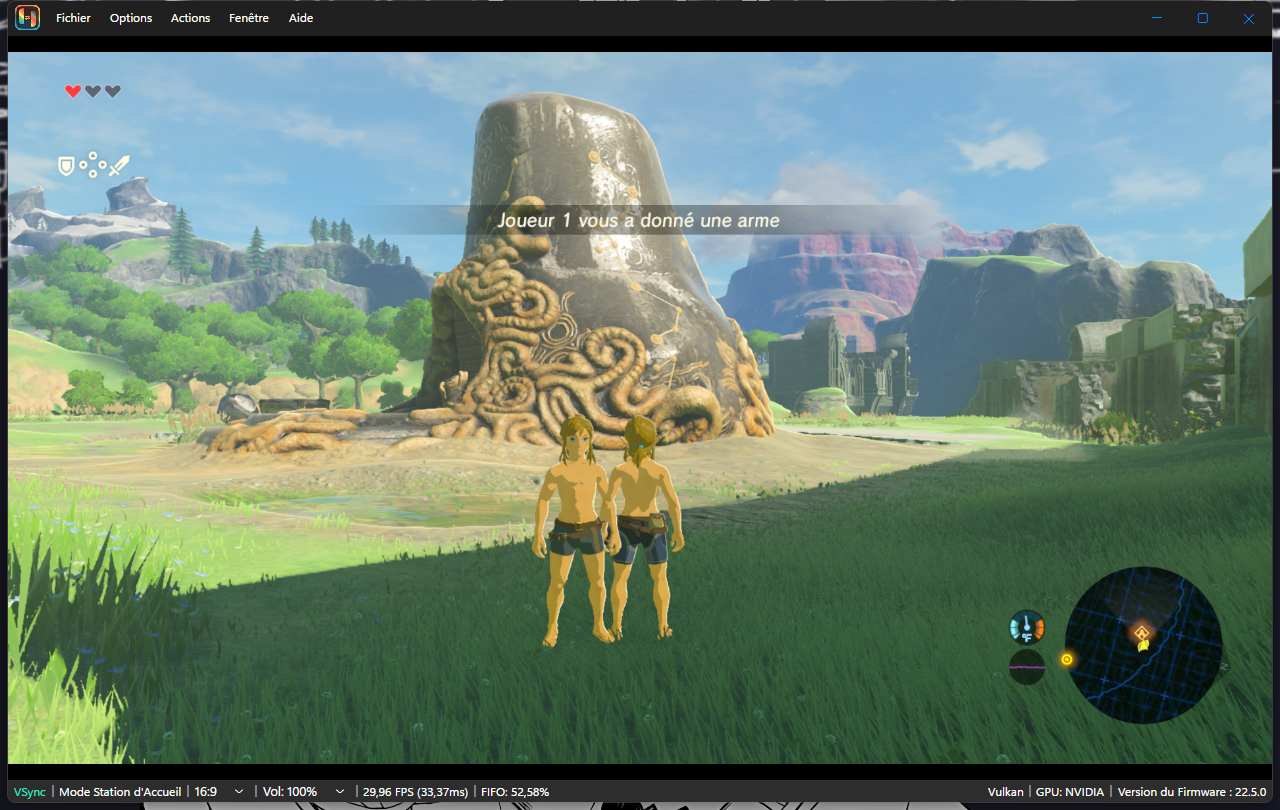 Fichier Options Actions Fenêtre Aide
Joueur 1 vous a donné une arme
°F
VSync | Mode Station d'Accueil | 16:9 | Vol: 100% | 29,96 FPS (33,37ms) | FIFO: 52,58% Vulkan | GPU: NVIDIA | Version du Firmware : 22.5.0